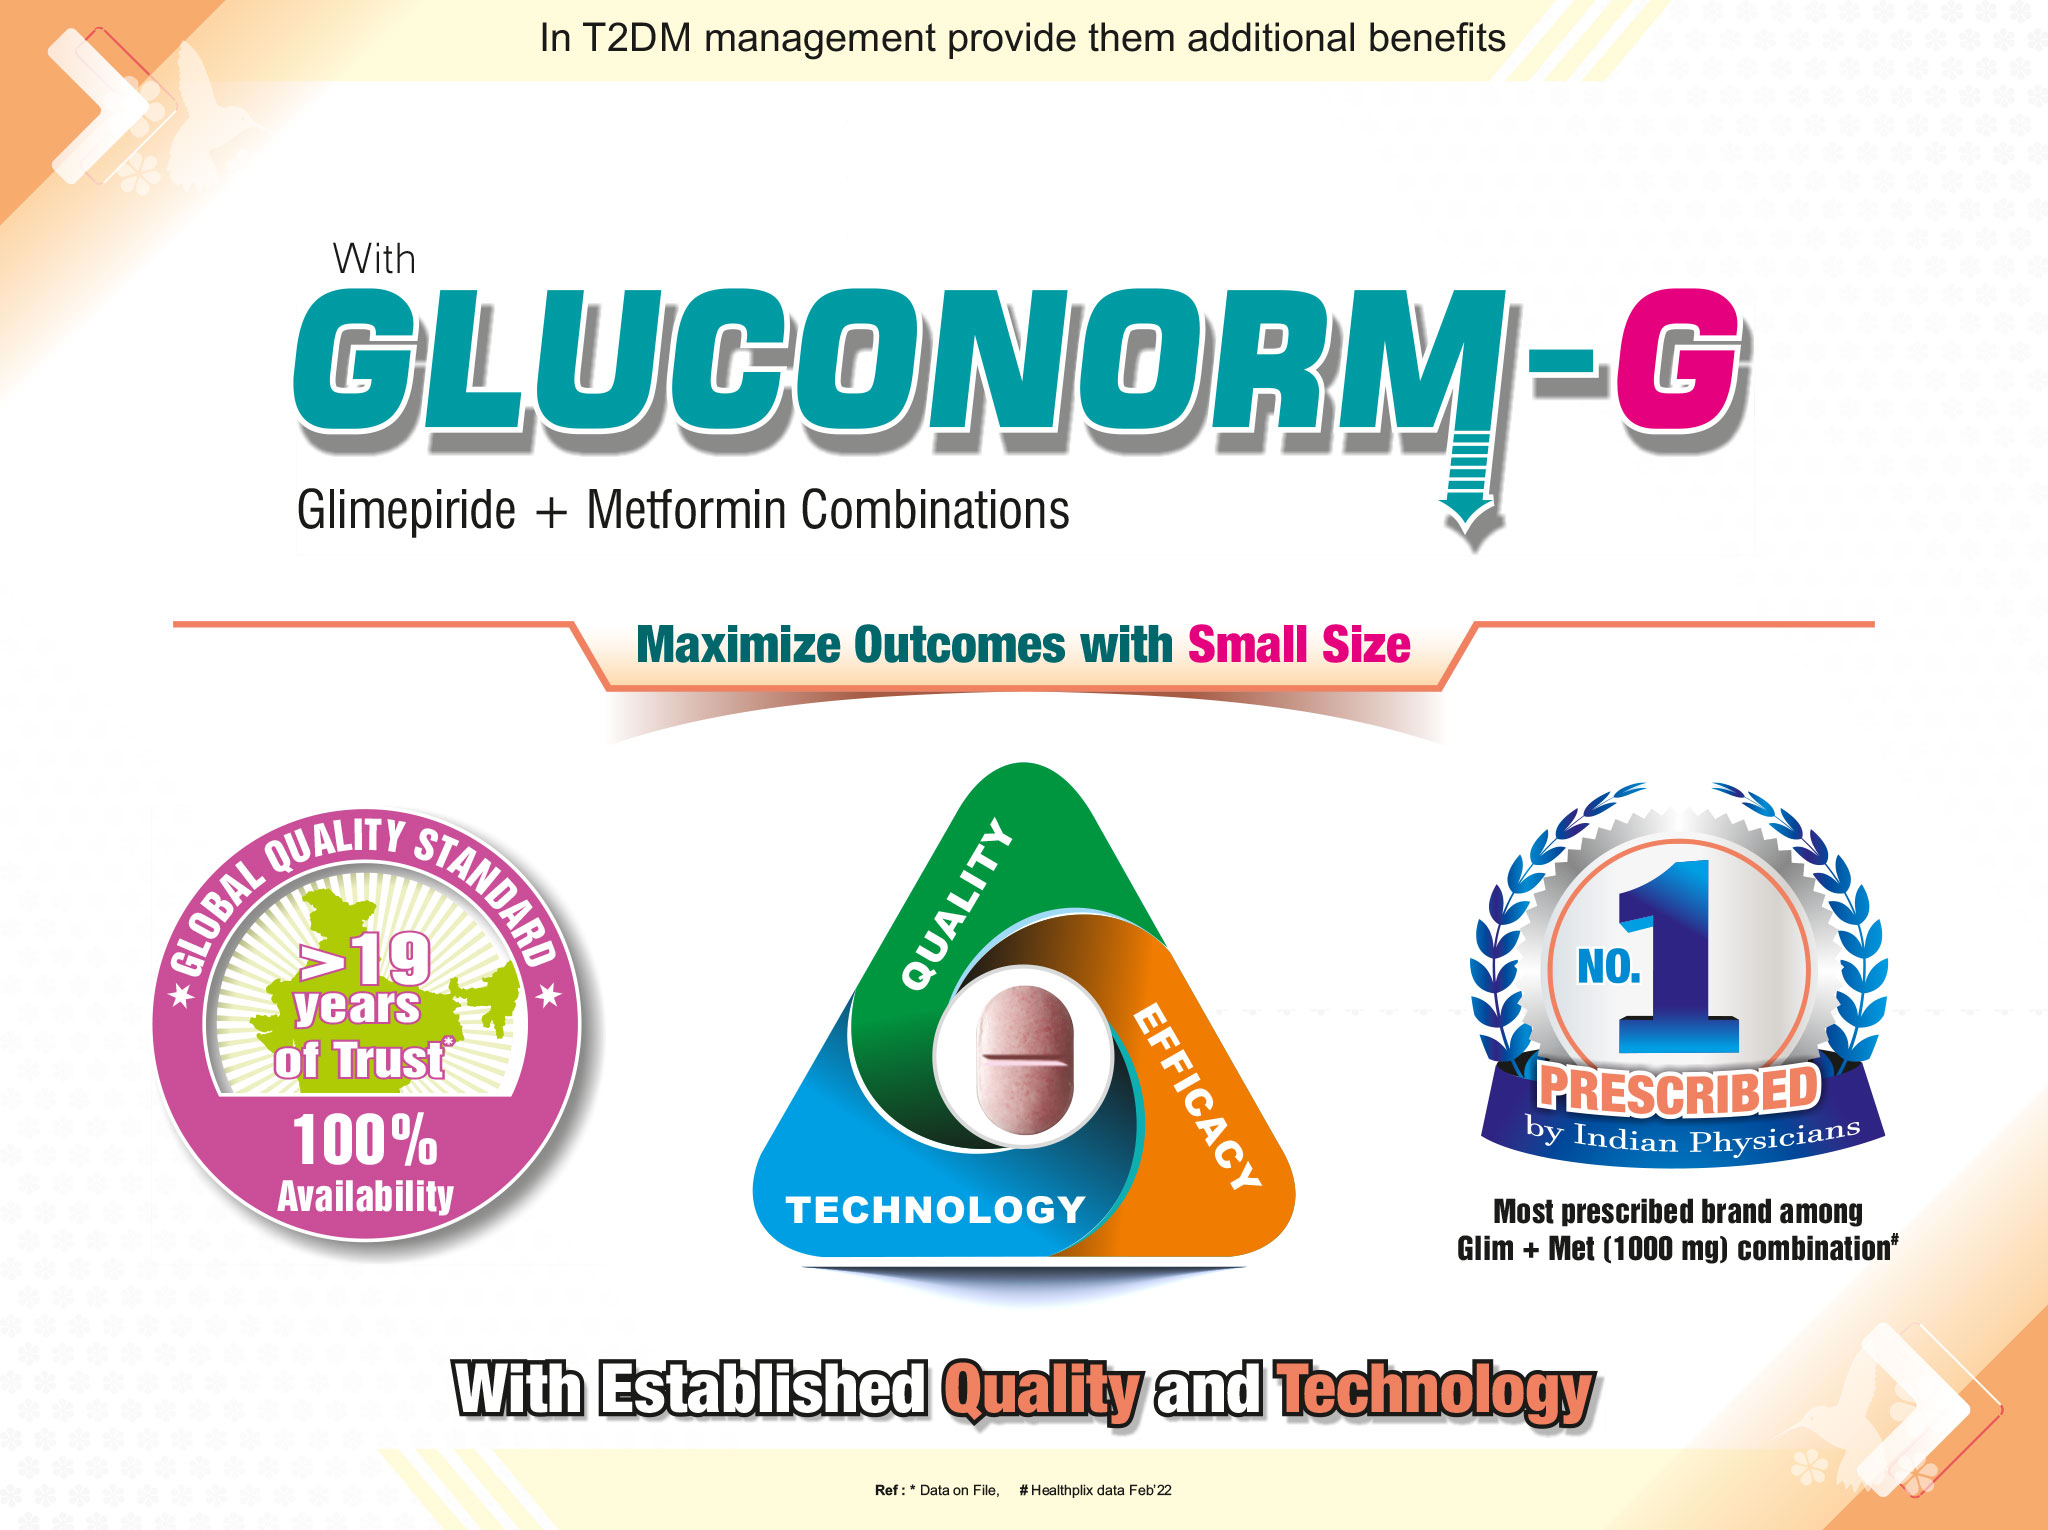 In T2DM management provide them additional benefits
With
GLUCONORM-G
Glimepiride + Metformin Combinations
Maximize Outcomes with Small Size
GLOBAL QUALITY STANDARD
>19
years
of Trust*
100%
Availability
QUALITY
EFFICACY
TECHNOLOGY
NO. 1
PRESCRIBED
by Indian Physicians
Most prescribed brand among
Glim + Met (1000 mg) combination#
With Established Quality and Technology
Ref : * Data on File, # Healthplix data Feb'22